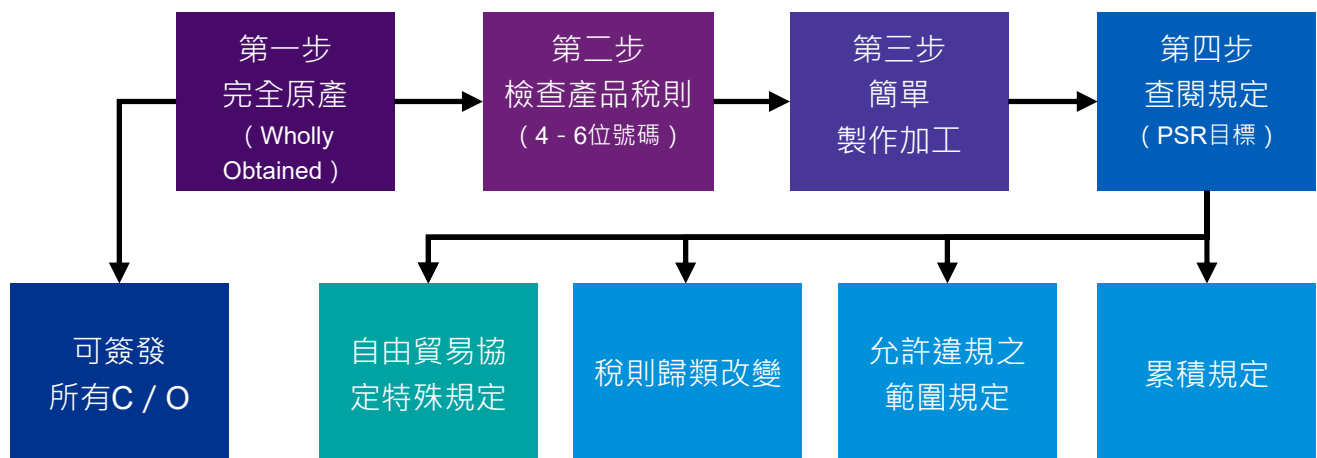 第一步
完全原產
（Wholly
Obtained）
第二步
檢查產品稅則
（4 - 6位號碼）
第三步
簡單
製作加工
第四步
查閱規定
（PSR目標）
可簽發
所有C / O
自由貿易協
定特殊規定
稅則歸類改變
允許違規之
範圍規定
累積規定